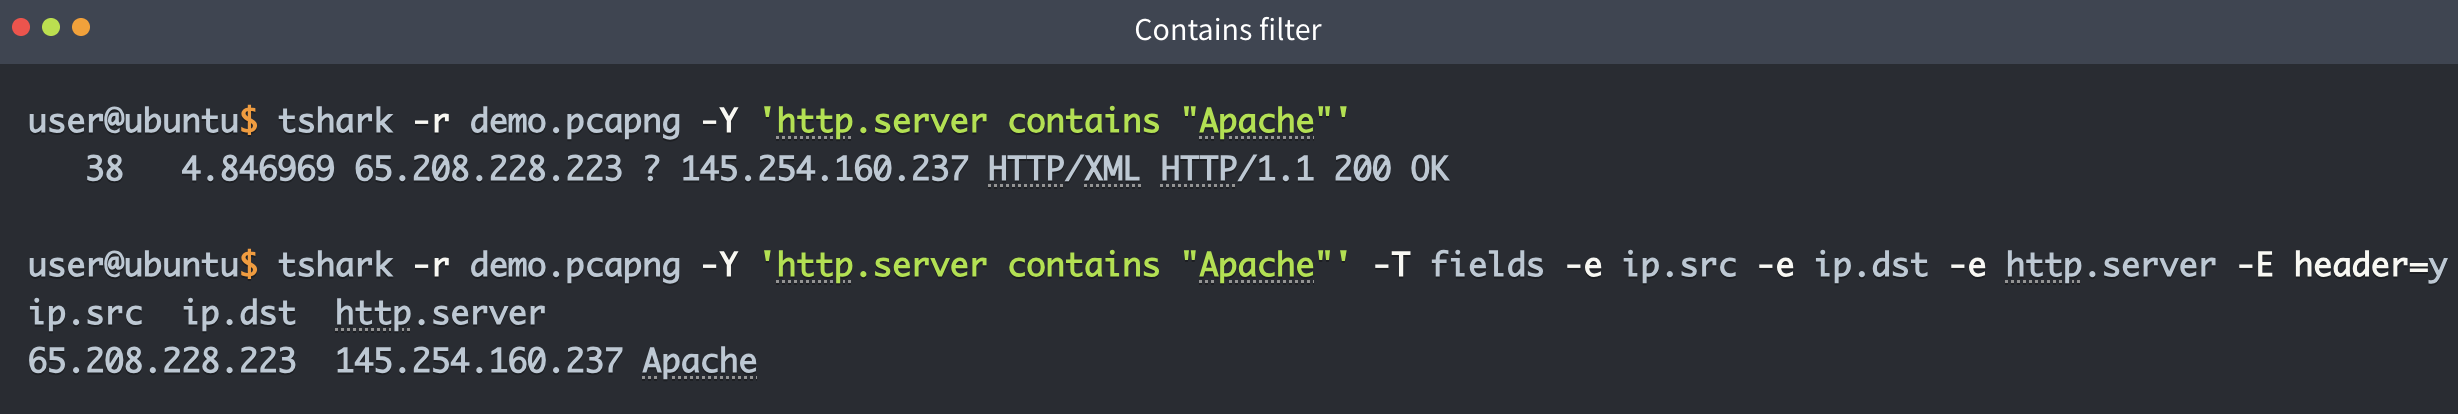 Contains filter
user@ubuntu$ tshark -r demo.pcapng -Y 'http.server contains "Apache"'
   38   4.846969 65.208.228.223 ? 145.254.160.237 HTTP/XML HTTP/1.1 200 OK
user@ubuntu$ tshark -r demo.pcapng -Y 'http.server contains "Apache"' -T fields -e ip.src -e ip.dst -e http.server -E header=y
ip.src  ip.dst  http.server
65.208.228.223  145.254.160.237 Apache